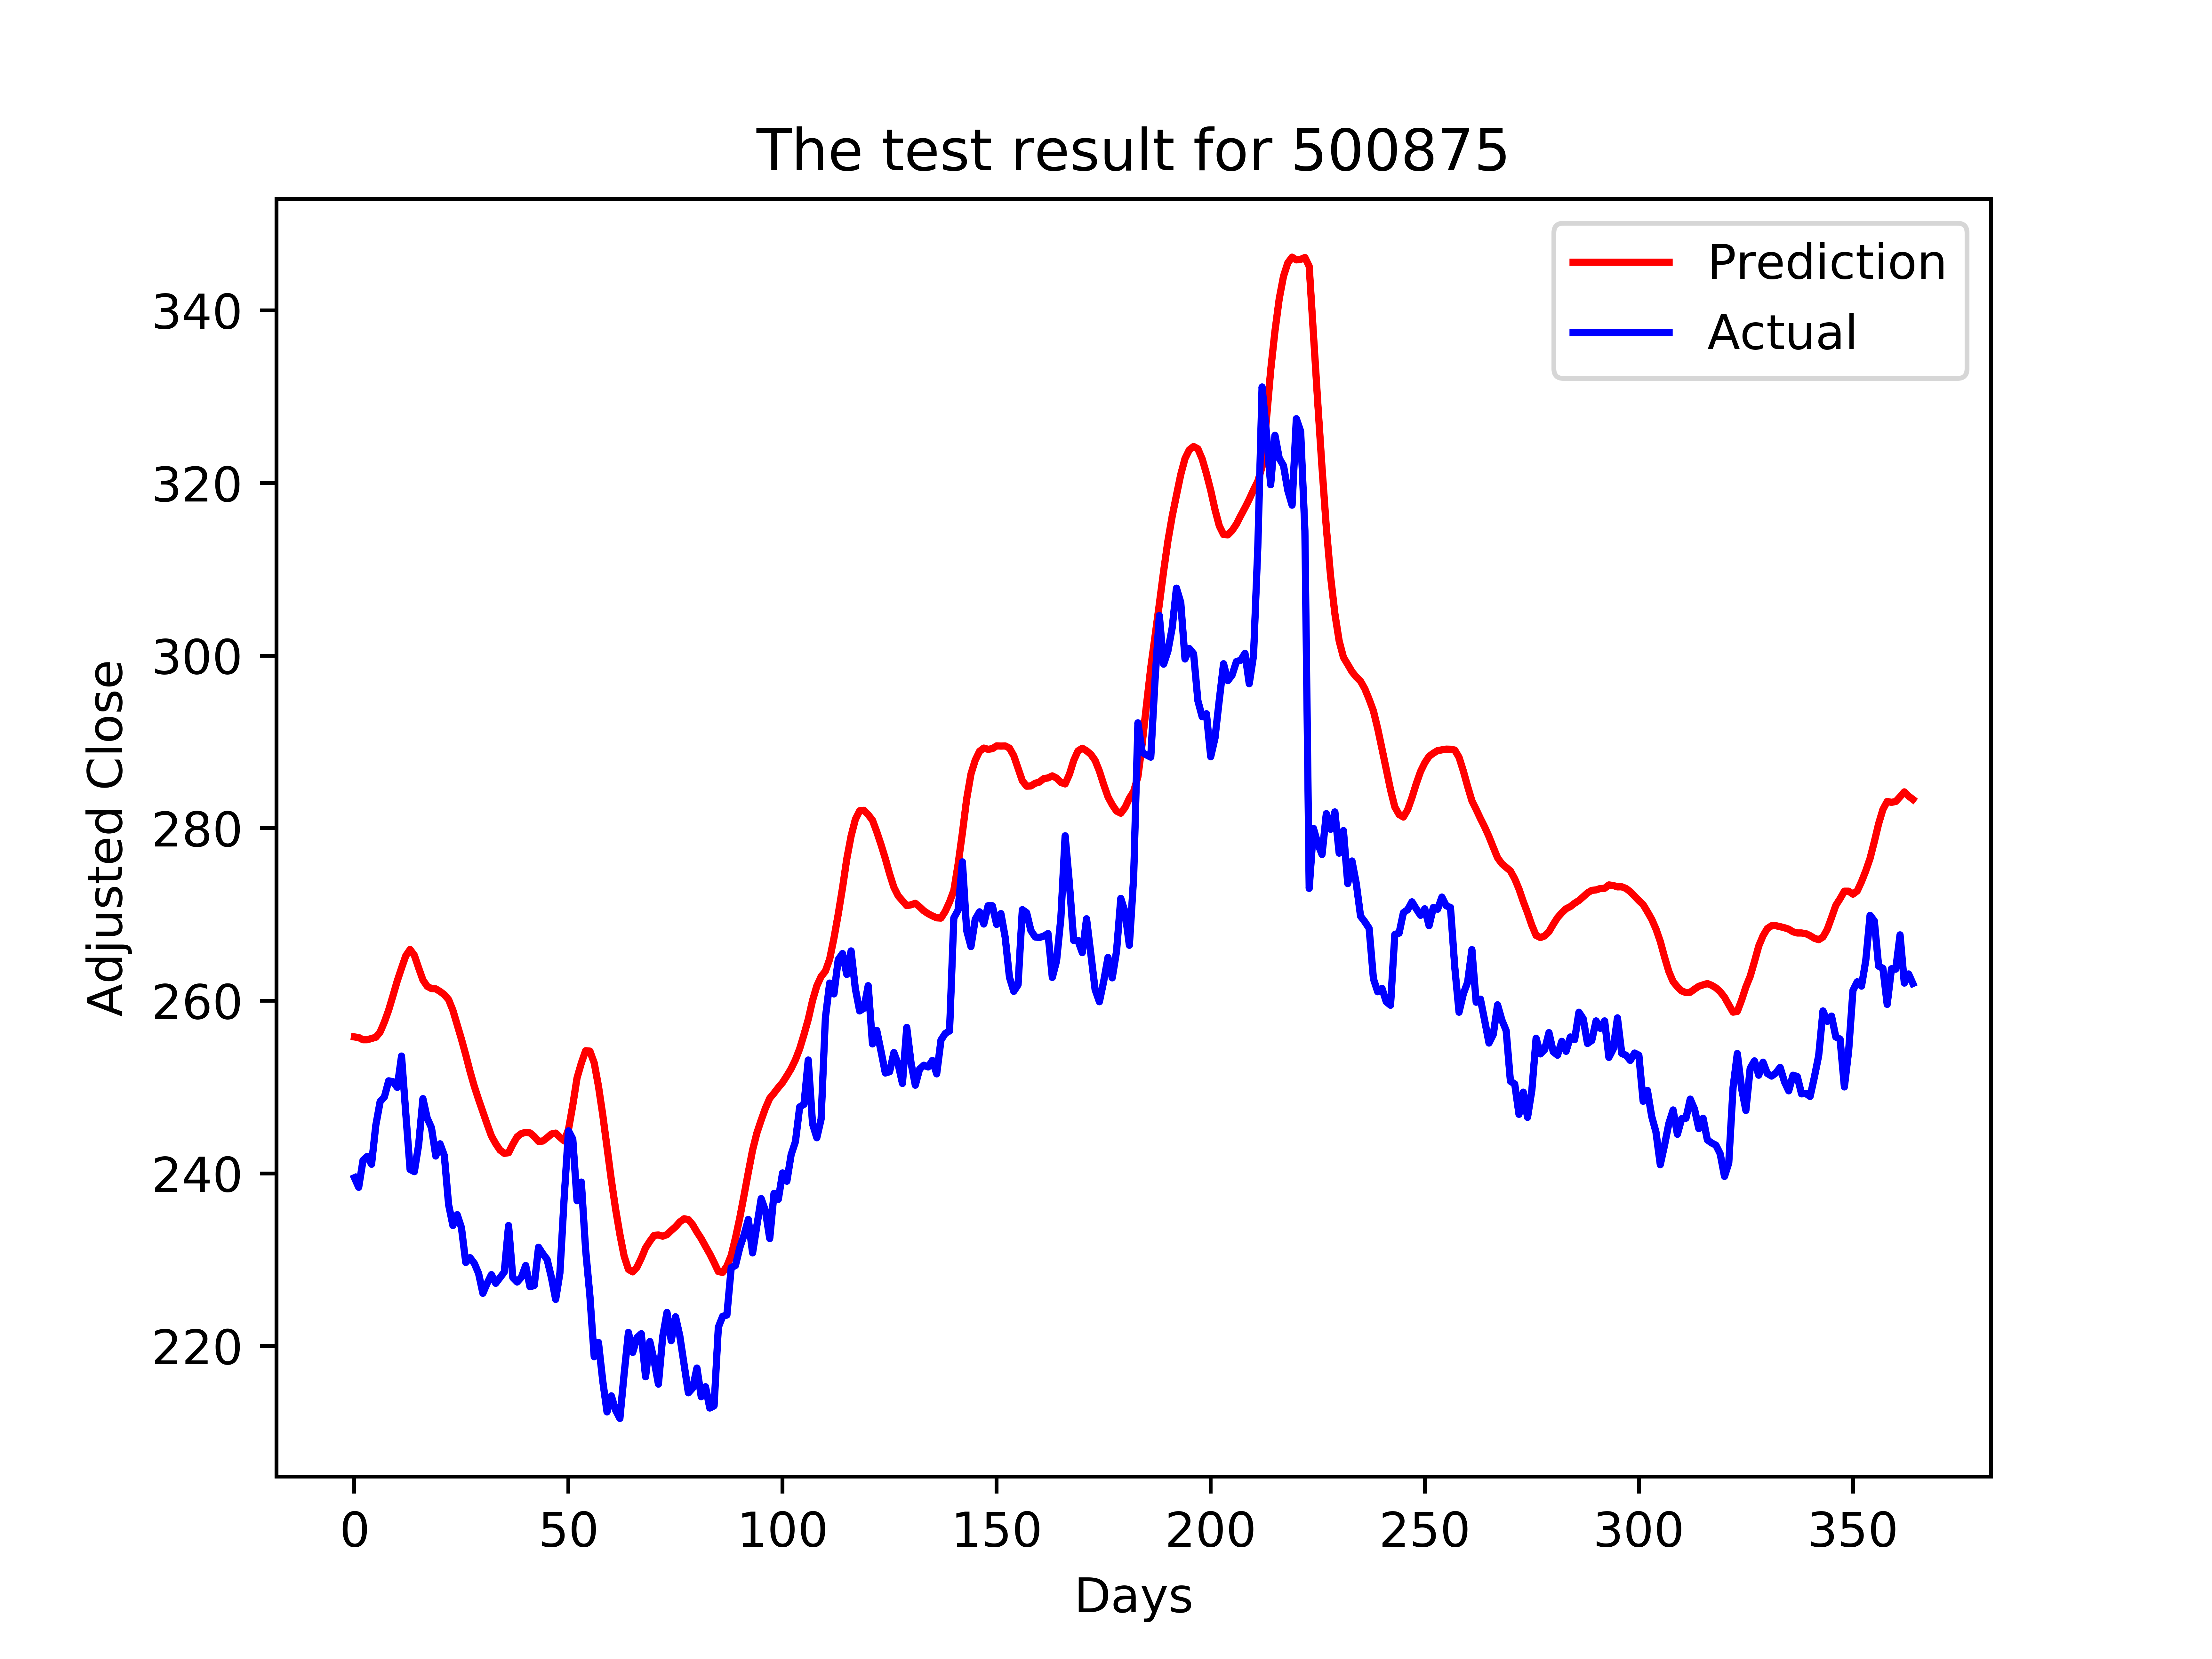 The test result for 500875
Prediction
Actual
Adjusted Close
340
320
300
280
260
240
220
0 50 100 150 200 250 300 350
Days